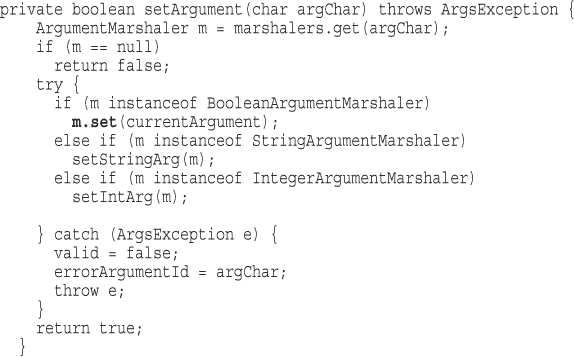 private boolean setArgument(char argChar) throws ArgsException {
    ArgumentMarshaler m = marshalers.get(argChar);
    if (m == null)
      return false;
    try {
      if (m instanceof BooleanArgumentMarshaler)
        m.set(currentArgument);
      else if (m instanceof StringArgumentMarshaler)
        setStringArg(m);
      else if (m instanceof IntegerArgumentMarshaler)
        setIntArg(m);

    } catch (ArgsException e) {
      valid = false;
      errorArgumentId = argChar;
      throw e;
    }
    return true;
  }